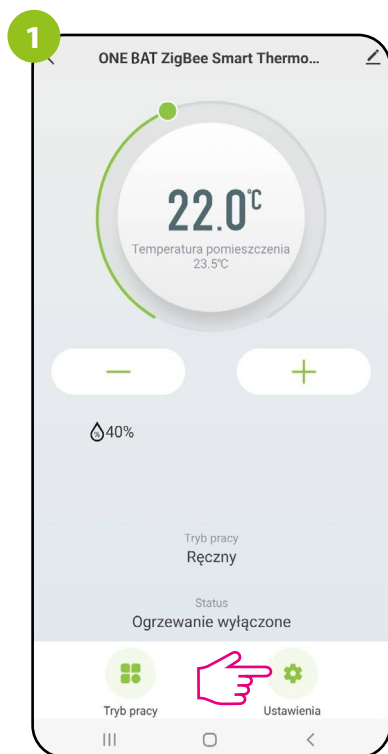 1
ONE BAT ZigBee Smart Thermo...
22.0°C
Temperatura pomieszczenia
23.5°C
40%
Tryb pracy
Ręczny
Status
Ogrzewanie wyłączone
Tryb pracy
Ustawienia